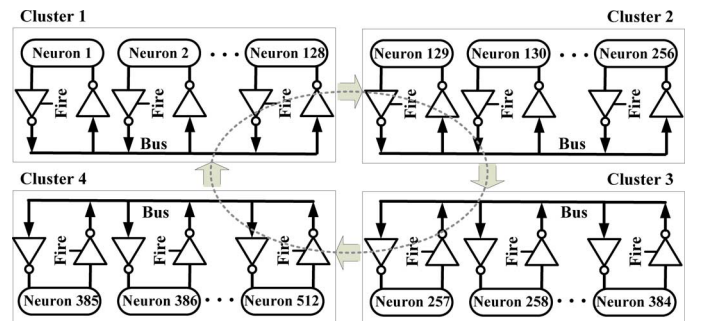 Cluster 1
Neuron 1 Neuron 2 · · · Neuron 128
Fire Fire Fire
Bus
Cluster 2
Neuron 129 Neuron 130 · · · Neuron 256
Fire Fire Fire
Bus
Cluster 4
Bus
Fire Fire Fire
Neuron 385 Neuron 386 · · · Neuron 512
Cluster 3
Bus
Fire Fire Fire
Neuron 257 Neuron 258 · · · Neuron 384